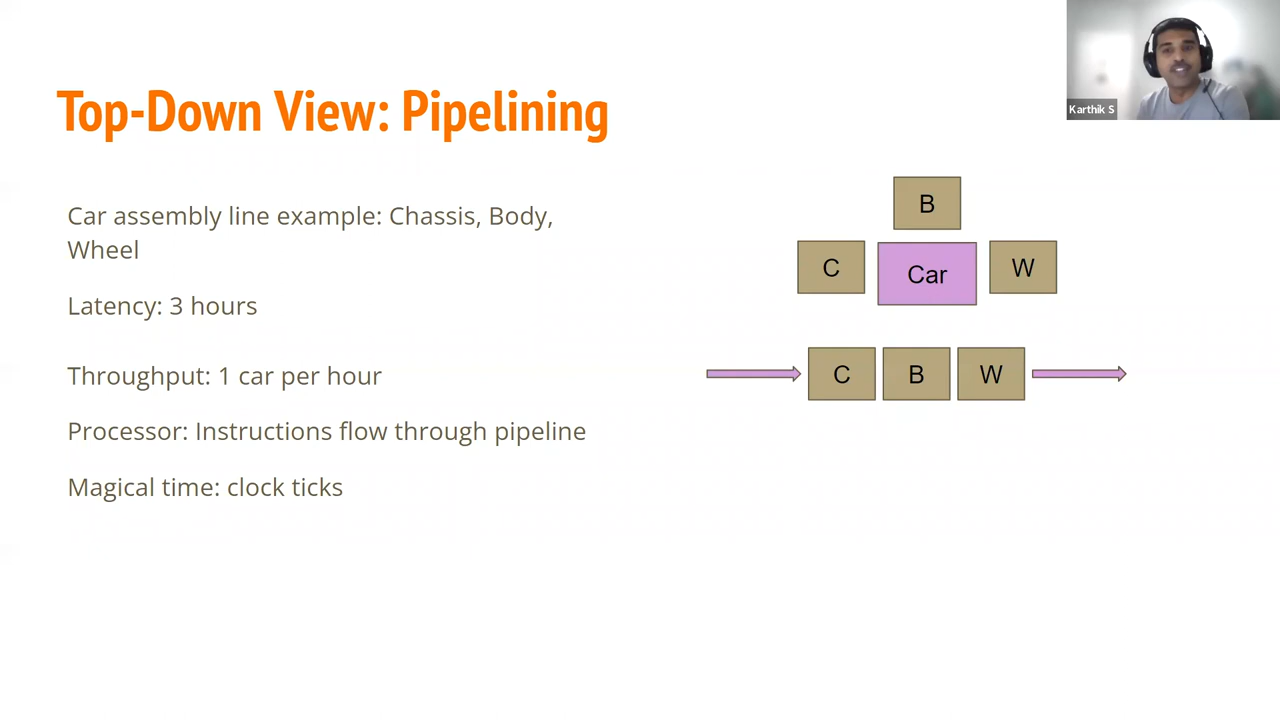 Karthik S
Top-Down View: Pipelining
Car assembly line example: Chassis, Body,
Wheel
Latency: 3 hours
Throughput: 1 car per hour
Processor: Instructions flow through pipeline
Magical time: clock ticks
B
C Car W
C B W